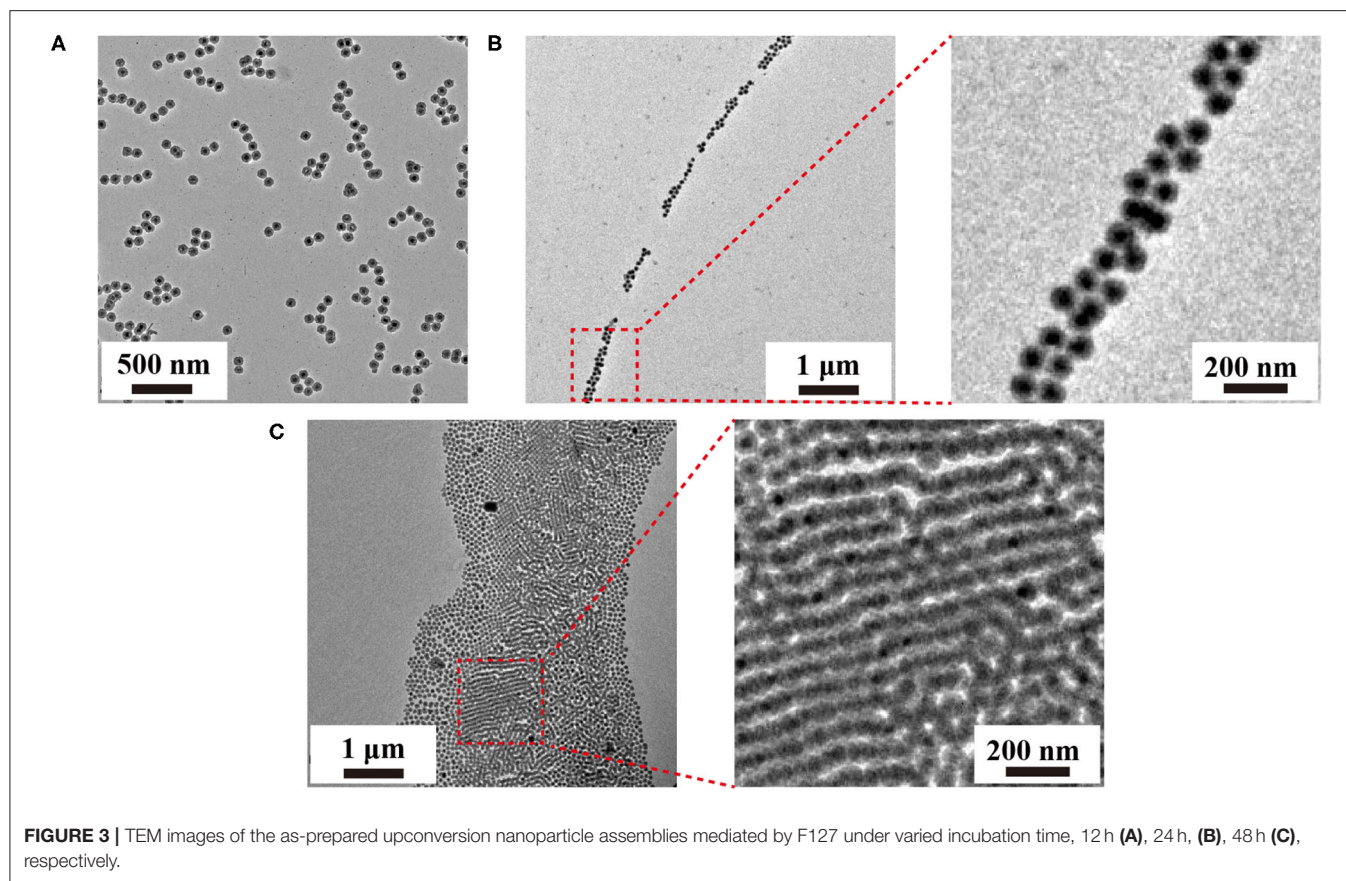 A
B
500 nm
1 µm
200 nm
C
1 µm
200 nm
FIGURE 3 | TEM images of the as-prepared upconversion nanoparticle assemblies mediated by F127 under varied incubation time, 12 h (A), 24 h, (B), 48 h (C),
respectively.